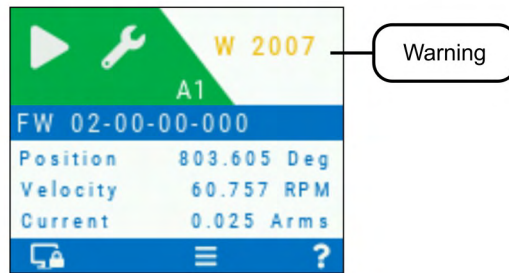 W 2007
Warning
A1
FW 02-00-00-000
Position 803.605 Deg
Velocity 60.757 RPM
Current 0.025 Arms
?